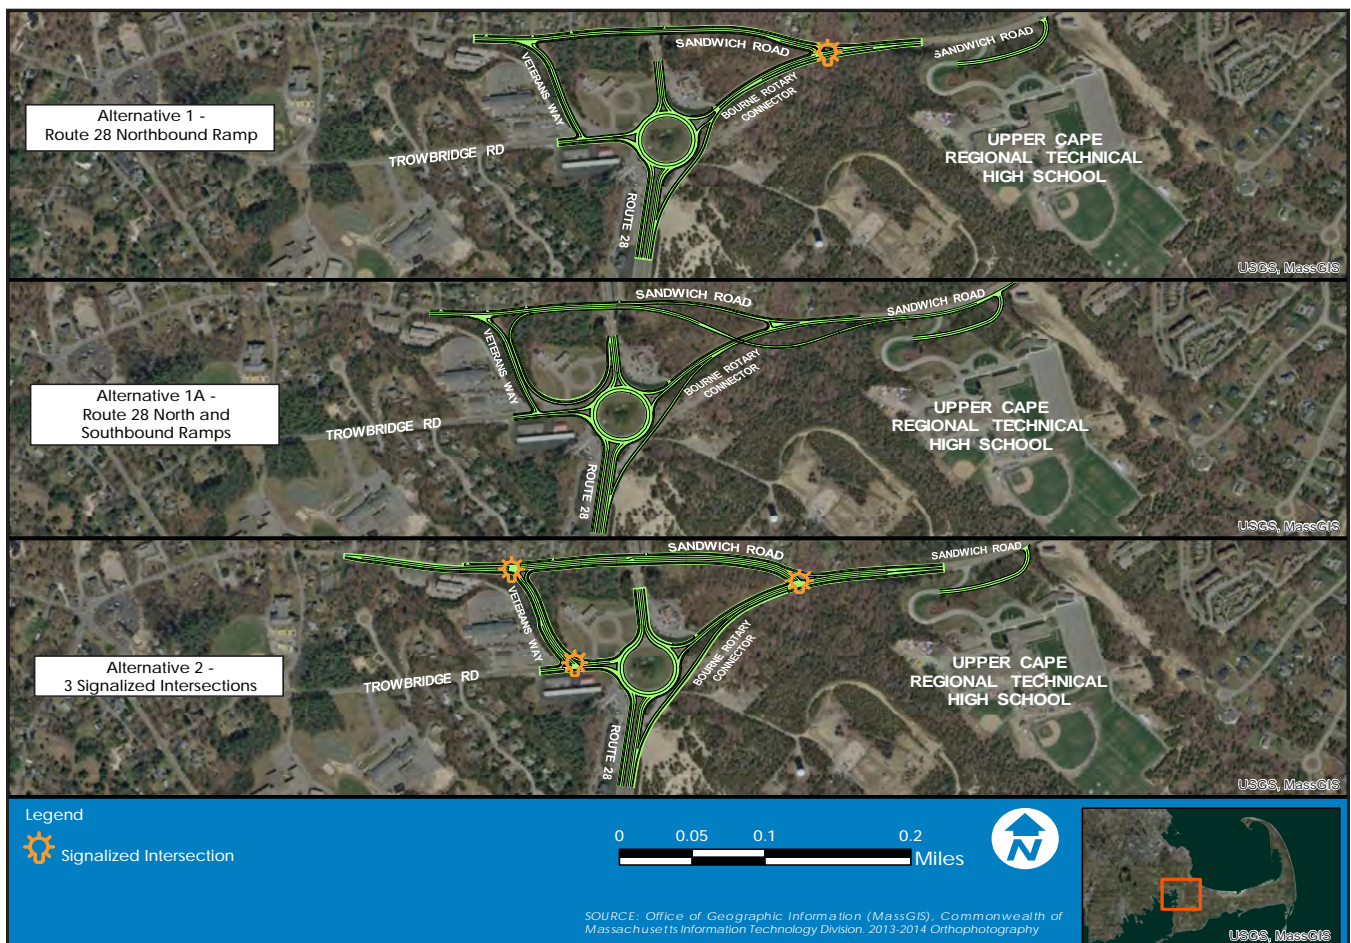 SANDWICH ROAD
SANDWICH ROAD
VETERANS WAY
BOURNE ROTARY
CONNECTOR
Alternative 1 -
Route 28 Northbound Ramp
TROWBRIDGE RD
UPPER CAPE
REGIONAL TECHNICAL
HIGH SCHOOL
ROUTE 28
USGS, MassGIS
SANDWICH ROAD
SANDWICH ROAD
VETERANS WAY
BOURNE ROTARY
CONNECTOR
Alternative 1A -
Route 28 North and
Southbound Ramps
TROWBRIDGE RD
UPPER CAPE
REGIONAL TECHNICAL
HIGH SCHOOL
ROUTE 28
USGS, MassGIS
SANDWICH ROAD
SANDWICH ROAD
VETERANS WAY
BOURNE ROTARY
CONNECTOR
Alternative 2 -
3 Signalized Intersections
TROWBRIDGE RD
UPPER CAPE
REGIONAL TECHNICAL
HIGH SCHOOL
ROUTE 28
USGS, MassGIS
Legend
Signalized Intersection
0 0.05 0.1 0.2
Miles
N
SOURCE: Office of Geographic Information (MassGIS), Commonwealth of
Massachusetts Information Technology Division. 2013-2014 Orthophotography
USGS, MassGIS